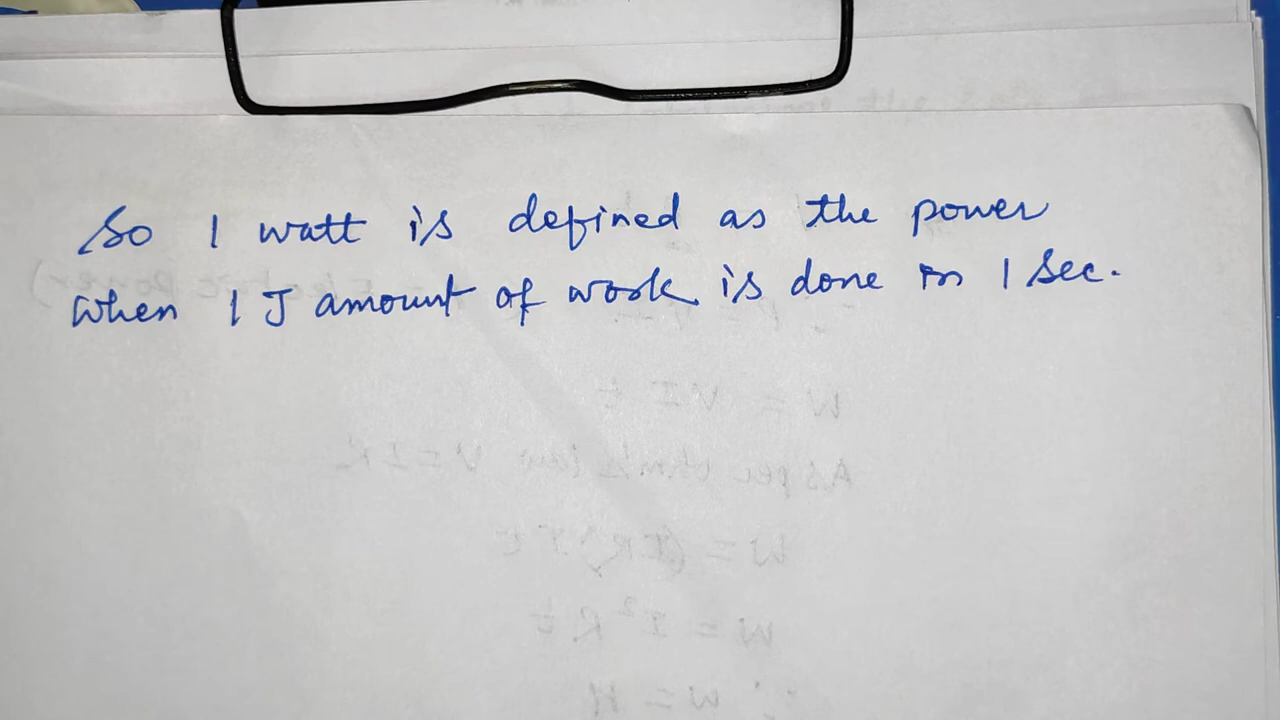 So 1 watt is defined as the power
when 1 J amount of work is done in 1 sec.